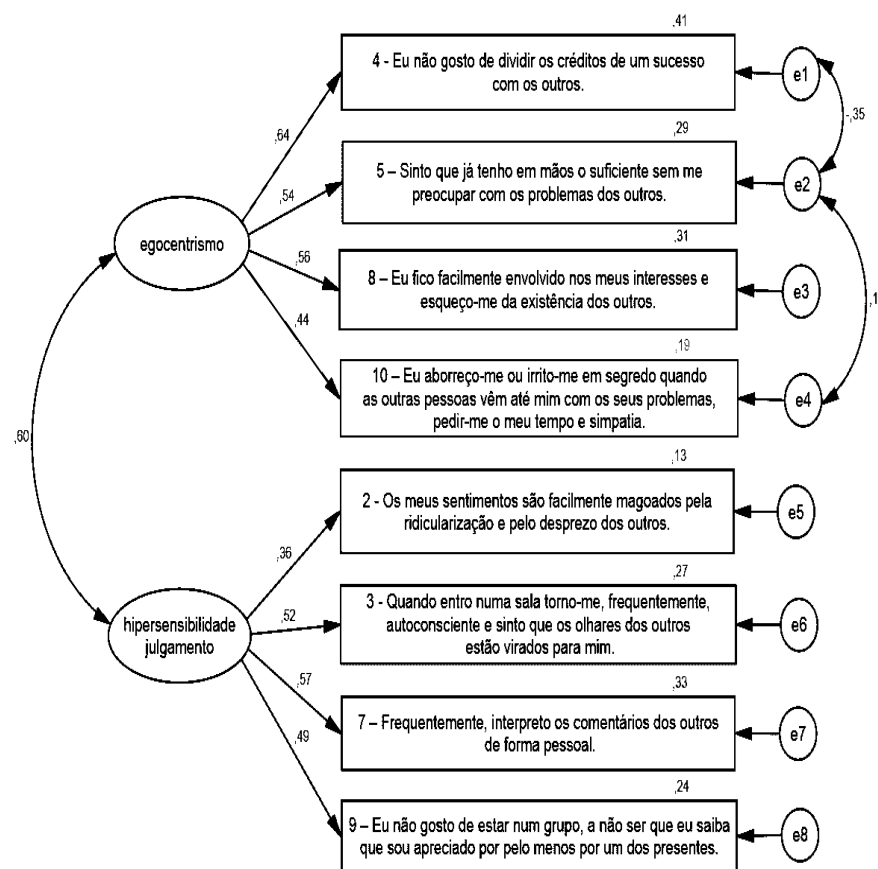 ,41
4 - Eu não gosto de dividir os créditos de um sucesso
com os outros.
e1
,64
-,35
,29
5 – Sinto que já tenho em mãos o suficiente sem me
preocupar com os problemas dos outros.
e2
,54
egocentrismo
,31
,56
8 – Eu fico facilmente envolvido nos meus interesses e
esqueço-me da existência dos outros.
e3
,1
,44
,19
10 – Eu aborreço-me ou irrito-me em segredo quando
as outras pessoas vêm até mim com os seus problemas,
pedir-me o meu tempo e simpatia.
e4
,60
,13
2 - Os meus sentimentos são facilmente magoados pela
ridicularização e pelo desprezo dos outros.
e5
,36
,27
3 - Quando entro numa sala torno-me, frequentemente,
autoconsciente e sinto que os olhares dos outros
estão virados para mim.
e6
,52
hipersensibilidade
julgamento
,33
,57
7 – Frequentemente, interpreto os comentários dos outros
de forma pessoal.
e7
,49
,24
9 – Eu não gosto de estar num grupo, a não ser que eu saiba
que sou apreciado por pelo menos por um dos presentes.
e8